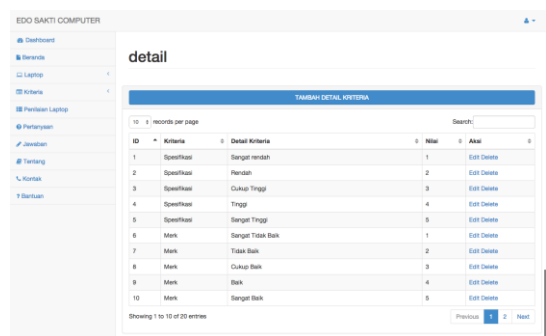 EDO SAKTI COMPUTER
Dashboard
Beranda
Laptop
Kriteria
Penilaian Laptop
Pertanyaan
Jawaban
Tentang
Kontak
? Bantuan
detail
TAMBAH DETAIL KRITERIA
10 records per page Search:
ID Kriteria Detail Kriteria Nilai Aksi
1 Spesifikasi Sangat rendah 1 Edit Delete
2 Spesifikasi Rendah 2 Edit Delete
3 Spesifikasi Cukup Tinggi 3 Edit Delete
4 Spesifikasi Tinggi 4 Edit Delete
5 Spesifikasi Sangat Tinggi 5 Edit Delete
6 Merk Sangat Tidak Baik 1 Edit Delete
7 Merk Tidak Baik 2 Edit Delete
8 Merk Cukup Baik 3 Edit Delete
9 Merk Baik 4 Edit Delete
10 Merk Sangat Baik 5 Edit Delete
Showing 1 to 10 of 20 entries Previous 1 2 Next